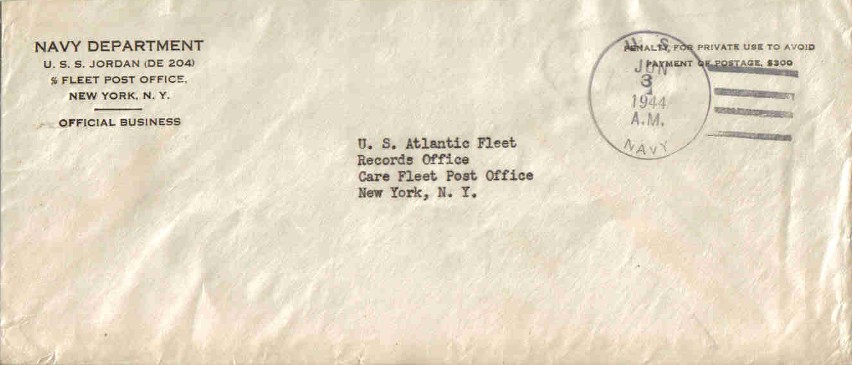 NAVY DEPARTMENT
U. S. S. JORDAN (DE 204)
℅ FLEET POST OFFICE.
NEW YORK, N. Y.
OFFICIAL BUSINESS
PENALTY, FOR PRIVATE USE TO AVOID
PAYMENT OF POSTAGE, $300
U. S.
JUN
3
1944
A.M.
NAVY
U. S. Atlantic Fleet
Records Office
Care Fleet Post Office
New York, N. Y.